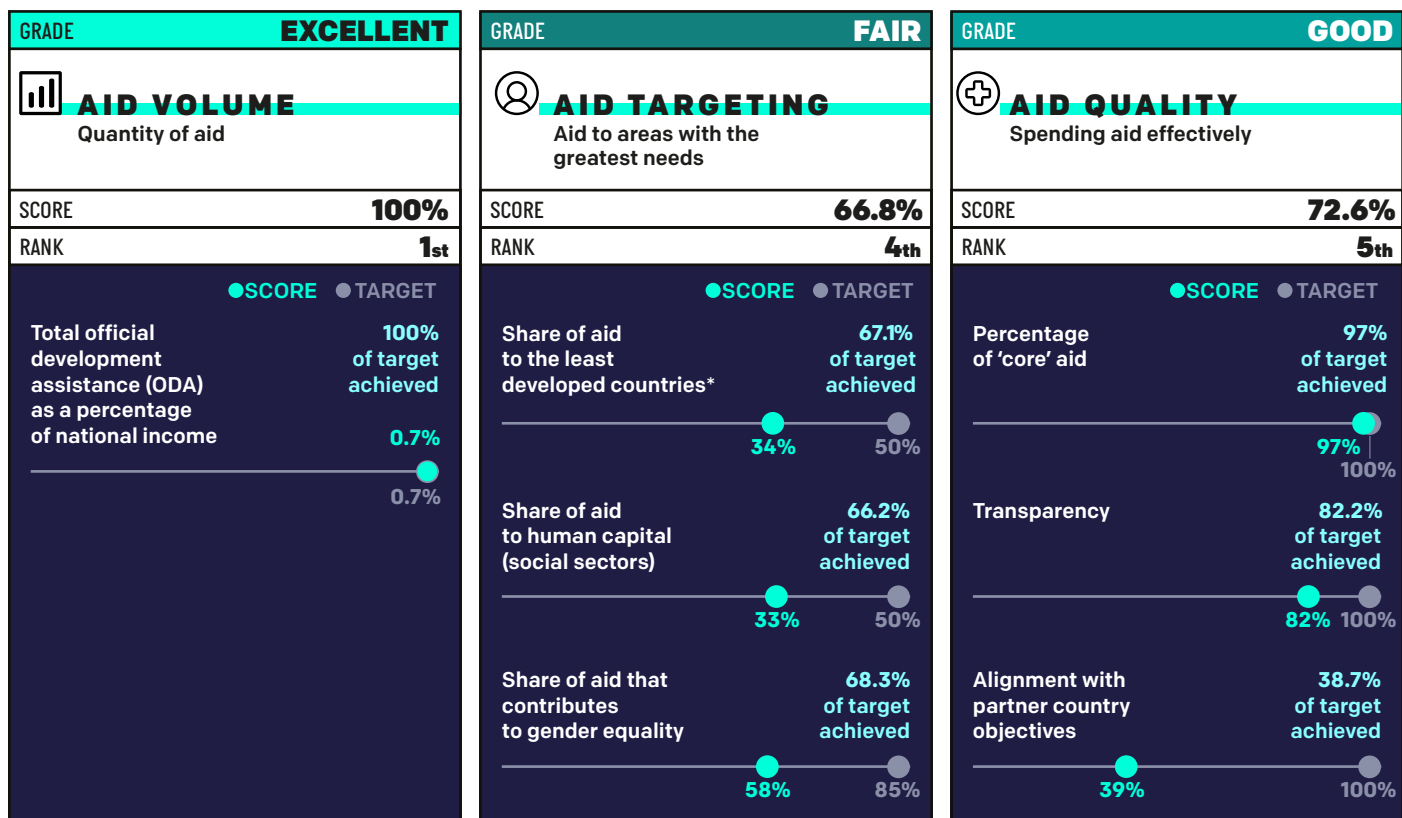 GRADE EXCELLENT
AID VOLUME
Quantity of aid
SCORE 100%
RANK 1st
SCORE TARGET
Total official
development
assistance (ODA)
as a percentage
of national income
100%
of target
achieved
0.7%
0.7%
GRADE FAIR
AID TARGETING
Aid to areas with the
greatest needs
SCORE 66.8%
RANK 4th
SCORE TARGET
Share of aid
to the least
developed countries*
67.1%
of target
achieved
34% 50%
Share of aid
to human capital
(social sectors)
66.2%
of target
achieved
33% 50%
Share of aid that
contributes
to gender equality
68.3%
of target
achieved
58% 85%
GRADE GOOD
AID QUALITY
Spending aid effectively
SCORE 72.6%
RANK 5th
SCORE TARGET
Percentage
of ‘core’ aid
97%
of target
achieved
97%
100%
Transparency
82.2%
of target
achieved
82% 100%
Alignment with
partner country
objectives
38.7%
of target
achieved
39% 100%